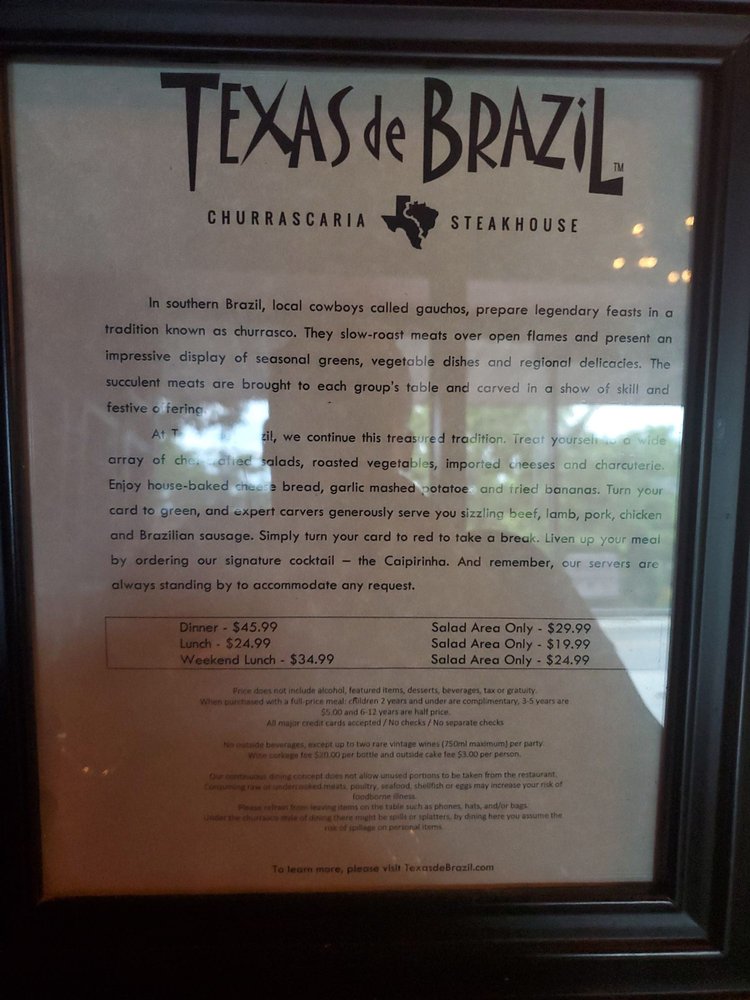 TEXAS de BRAZIL TM
CHURRASCARIA STEAKHOUSE
In southern Brazil, local cowboys called gauchos, prepare legendary feasts in a
tradition known as churrasco. They slow-roast meats over open flames and present an
impressive display of seasonal greens, vegetable dishes and regional delicacies. The
succulent meats are brought to each group's table and carved in a show of skill and
festive offering.
At we continue this treasured tradition. Treat yourself to a wide
array of salads, roasted vegetables, imported cheeses and charcuterie.
Enjoy house-baked cheese bread, garlic mashed potatoes and fried bananas. Turn your
card to green, and expert carvers generously serve you sizzling beef, lamb, pork, chicken
and Brazilian sausage. Simply turn your card to red to take a break. Liven up your meal
by ordering our signature cocktail – the Caipirinha. And remember, our servers are
always standing by to accommodate any request.
Dinner - $45.99 Salad Area Only - $29.99
Lunch - $24.99 Salad Area Only - $19.99
Weekend Lunch - $34.99 Salad Area Only - $24.99
Price does not include alcohol, featured items, desserts, beverages, tax or gratuity.
When purchased with a full-price meal: children 2 years and under are complimentary, 3-5 years are
$5.00 and 6-12 years are half price.
All major credit cards accepted / No checks / No separate checks
No outside beverages, except up to two rare vintage wines (750ml maximum) per party.
Wine corkage fee $20.00 per bottle and outside cake fee $3.00 per person.
Our continuous dining concept does not allow unused portions to be taken from the restaurant.
Consuming raw or undercooked meats, poultry, seafood, shellfish or eggs may increase your risk of
foodborne illness.
Please refrain from leaving items on the table such as phones, hats, and/or bags.
Under the churrasco style of dining there might be spills or splatters, by dining here you assume the
risk of spillage on personal items.
To learn more, please visit TexasdeBrazil.com